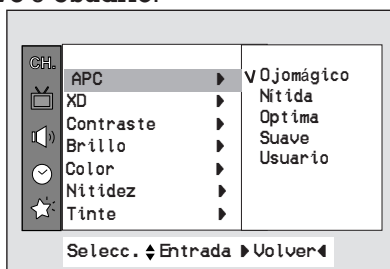 o o usuario.
CH.
APC
XD
Contraste
Brillo
Color
Nitidez
Tinte
V Ojomágico
Nítida
Optima
Suave
Usuario
Selecc. Entrada Volver